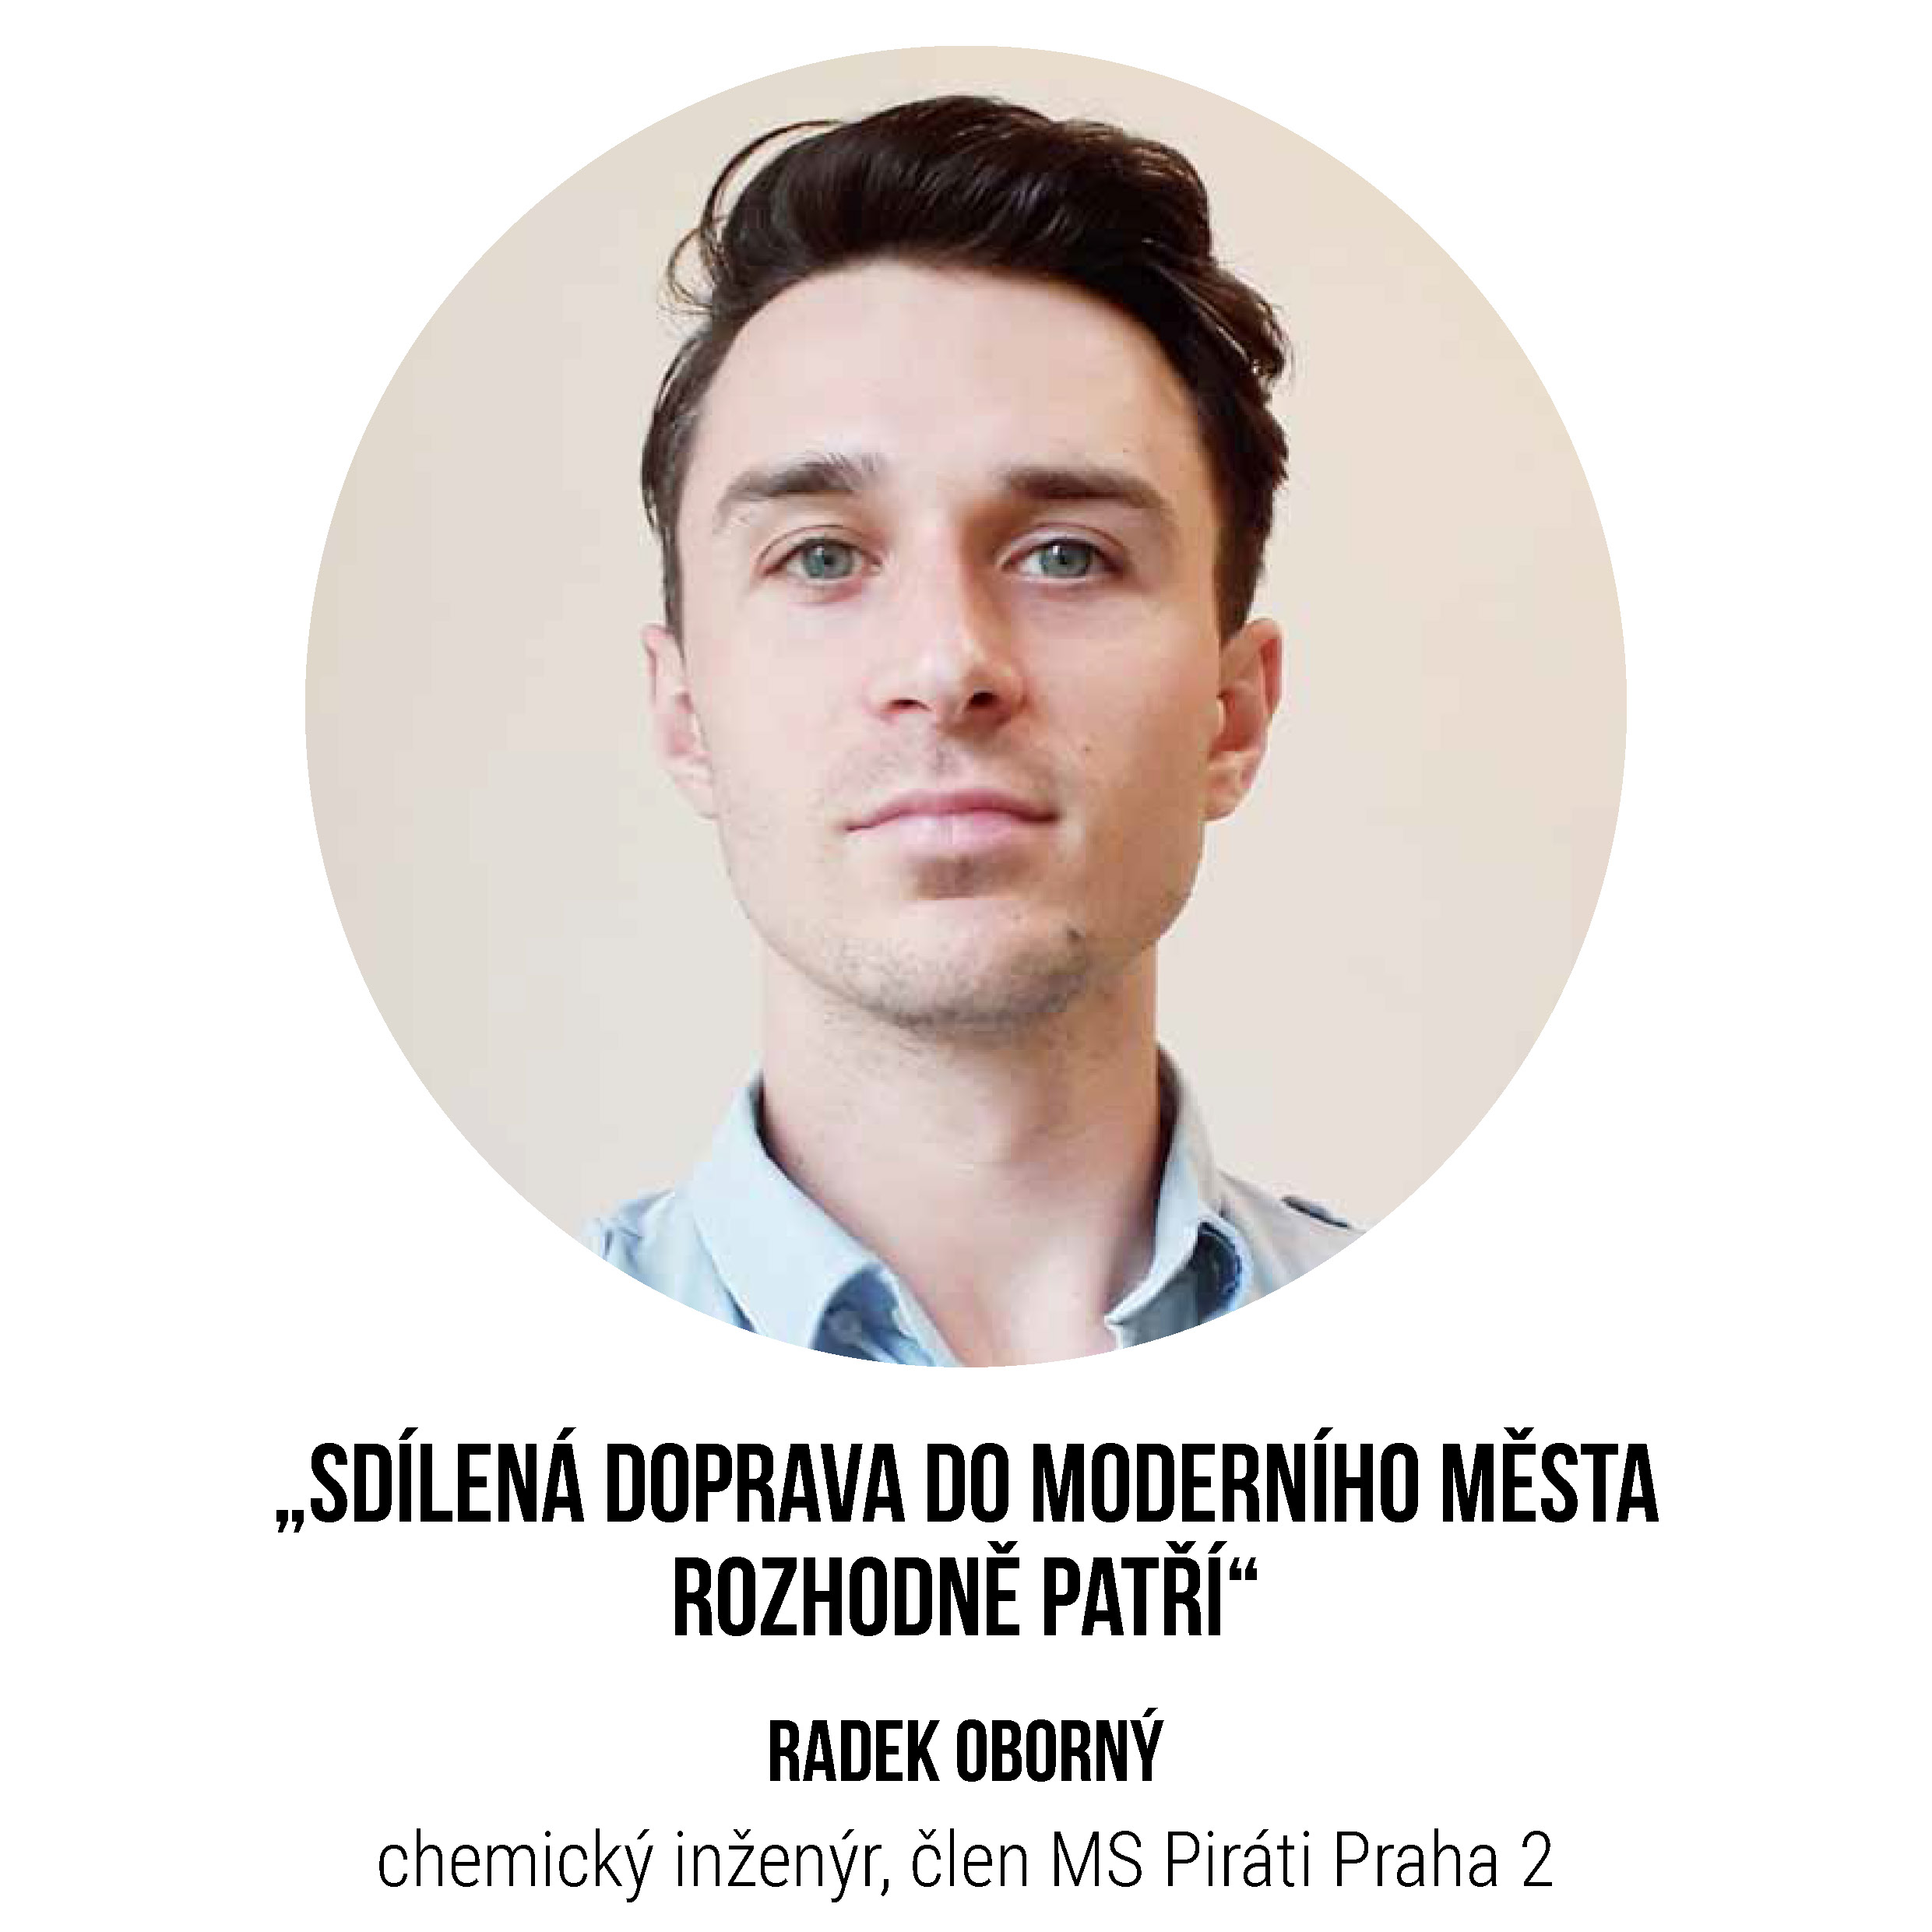 „SDÍLENÁ DOPRAVA DO MODERNÍHO MĚSTA
ROZHODNĚ PATŘÍ“
RADEK OBORNÝ
chemický inženýr, člen MS Piráti Praha 2